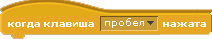 когда клавиша пробел нажата